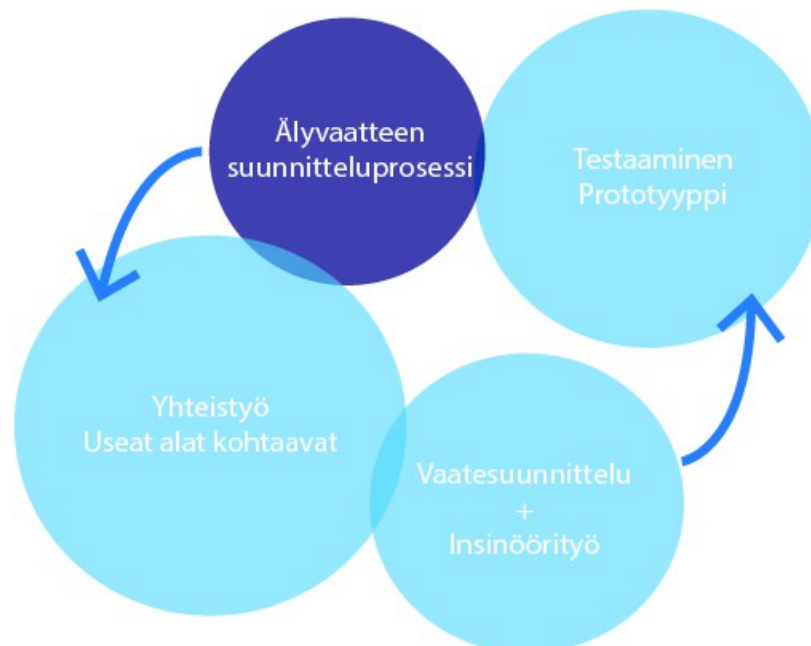 Älyvaatteen
suunnitteluprosessi
Testaaminen
Prototyyppi
Yhteistyö
Useat alat kohtaavat
Vaatesuunnittelu
+
Insinöörityö